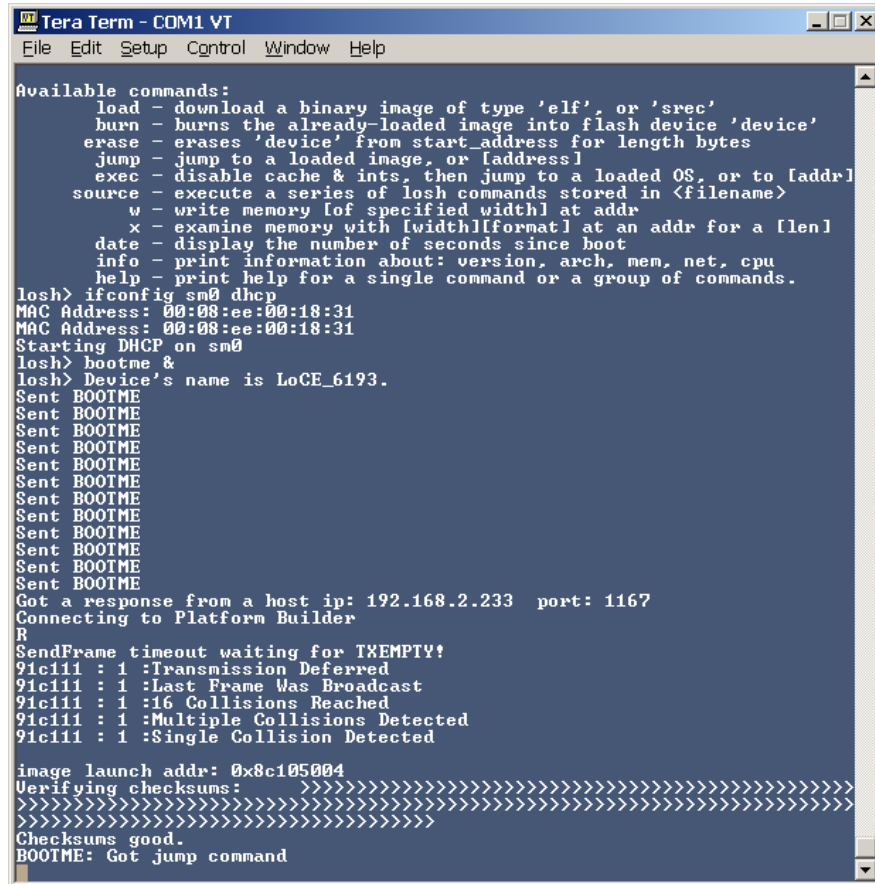 Tera Term - COM1 VT
File Edit Setup Control Window Help
Available commands:
load - download a binary image of type 'elf', or 'srec'
burn - burns the already-loaded image into flash device 'device'
erase - erases 'device' from start_address for length bytes
jump - jump to a loaded image, or [address]
exec - disable cache & ints, then jump to a loaded OS, or to [addr]
source - execute a series of losh commands stored in <filename>
w - write memory [of specified width] at addr
x - examine memory with [width][format] at an addr for a [len]
date - display the number of seconds since boot
info - print information about: version, arch, mem, net, cpu
help - print help for a single command or a group of commands.
losh> ifconfig sm0 dhcp
MAC Address: 00:08:ee:00:18:31
MAC Address: 00:08:ee:00:18:31
Starting DHCP on sm0
losh> bootme &
losh> Device's name is LoCE_6193.
Sent BOOTME
Sent BOOTME
Sent BOOTME
Sent BOOTME
Sent BOOTME
Sent BOOTME
Sent BOOTME
Sent BOOTME
Sent BOOTME
Sent BOOTME
Sent BOOTME
Sent BOOTME
Got a response from a host ip: 192.168.2.233 port: 1167
Connecting to Platform Builder
R
SendFrame timeout waiting for TXEMPTY!
91c111 : 1 :Transmission Deferred
91c111 : 1 :Last Frame Was Broadcast
91c111 : 1 :16 Collisions Reached
91c111 : 1 :Multiple Collisions Detected
91c111 : 1 :Single Collision Detected
image launch addr: 0x8c105004
Verifying checksums: >>>>>>>>>>>>>>>>>>>>>>>>>>>>>>>>>>>>>>>>>>>>>>>>>>
>>>>>>>>>>>>>>>>>>>>>>>>>>>>>>>>>>>>>>>>>>>>>>>>>>>>>>>>>>>>>>>>>>>>>>>>>>>>>>>>
>>>>>>>>>>>>>>>>>>>>>>>>>>>>>>>>>>>>>>>>
Checksums good.
BOOTME: Got jump command